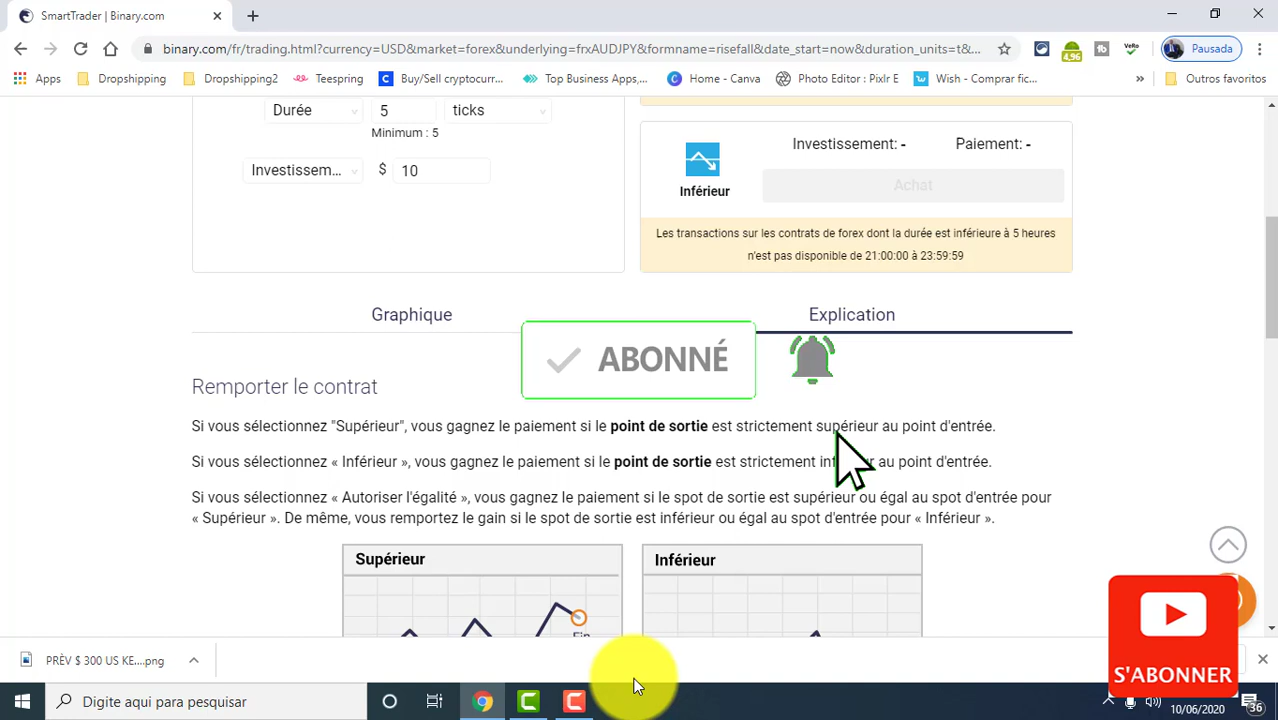 SmartTrader | Binary.com
binary.com/fr/trading.html?currency=USD&market=forex&underlying=frxAUDJPY&formname=risefall&date_start=now&duration_units=t&...
4,96
VeRo
Pausada
Apps
Dropshipping
Dropshipping2
Teespring
Buy/Sell cryptocurr...
Top Business Apps,...
Home - Canva
Photo Editor : Pixlr E
Wish - Comprar fic...
Outros favoritos
Durée
5
ticks
Minimum : 5
Investissem...
$
10
Investissement: -
Paiement: -
Inférieur
Achat
Les transactions sur les contrats de forex dont la durée est inférieure à 5 heures
n'est pas disponible de 21:00:00 à 23:59:59
Graphique
Explication
ABONNÉ
Remporter le contrat
Si vous sélectionnez "Supérieur", vous gagnez le paiement si le point de sortie est strictement supérieur au point d'entrée.
Si vous sélectionnez « Inférieur », vous gagnez le paiement si le point de sortie est strictement au point d'entrée.
Si vous sélectionnez « Autoriser l'égalité », vous gagnez le paiement si le spot de sortie est supérieur ou égal au spot d'entrée pour
« Supérieur ». De même, vous remportez le gain si le spot de sortie est inférieur ou égal au spot d'entrée pour « Inférieur ».
Supérieur
Inférieur
Fin
S'ABONNER
PRÈV $ 300 US KE....png
Digite aqui para pesquisar
10/06/2020
36